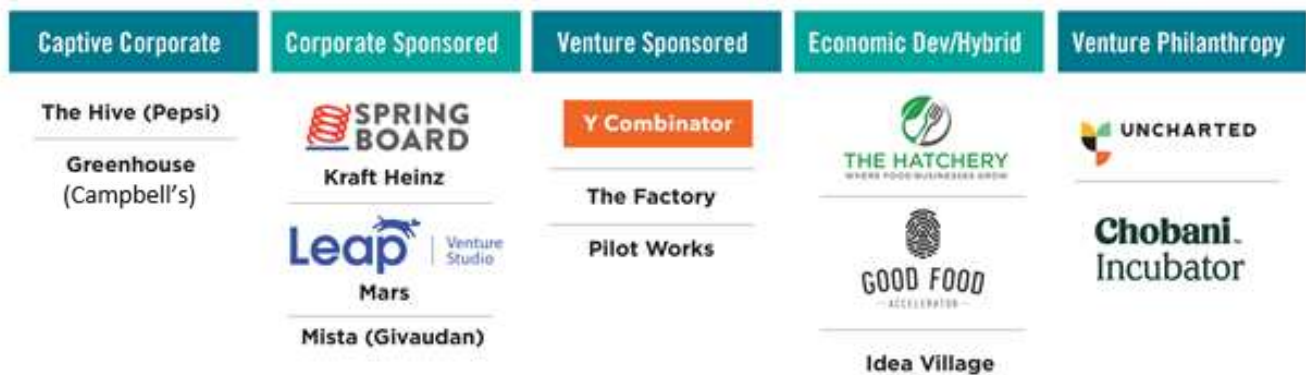 Captive Corporate
Corporate Sponsored
Venture Sponsored
Economic Dev/Hybrid
Venture Philanthropy
The Hive (Pepsi)
Greenhouse
(Campbell's)
SPRING
BOARD
Kraft Heinz
Leap Venture
Studio
Mars
Mista (Givaudan)
Y Combinator
The Factory
Pilot Works
THE HATCHERY
WHERE FOOD BUSINESSES GROW
GOOD FOOD
ACCELERATOR
Idea Village
UNCHARTED
Chobani™
Incubator